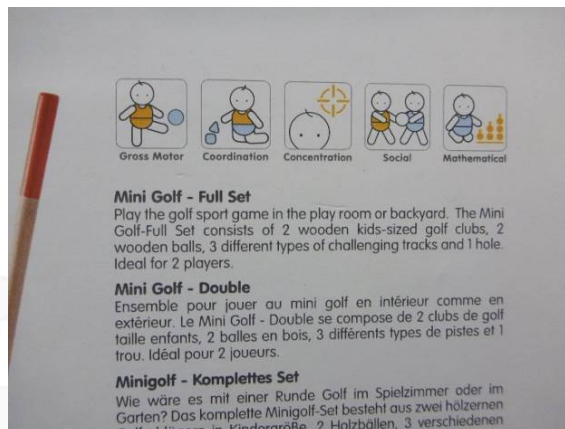 Gross Motor Coordination Concentration Social Mathematical
Mini Golf - Full Set
Play the golf sport game in the play room or backyard. The Mini
Golf-Full Set consists of 2 wooden kids-sized golf clubs, 2
wooden balls, 3 different types of challenging tracks and 1 hole.
Ideal for 2 players.
Mini Golf - Double
Ensemble pour jouer au mini golf en intérieur comme en
extérieur. Le Mini Golf - Double se compose de 2 clubs de golf
taille enfants, 2 balles en bois, 3 différents types de pistes et 1
trou. Idéal pour 2 joueurs.
Minigolf - Komplettes Set
Wie wäre es mit einer Runde Golf im Spielzimmer oder im
Garten? Das komplette Minigolf-Set besteht aus zwei hölzernen
in Kindergröße, 2 Holzbällen, 3 verschiedenen